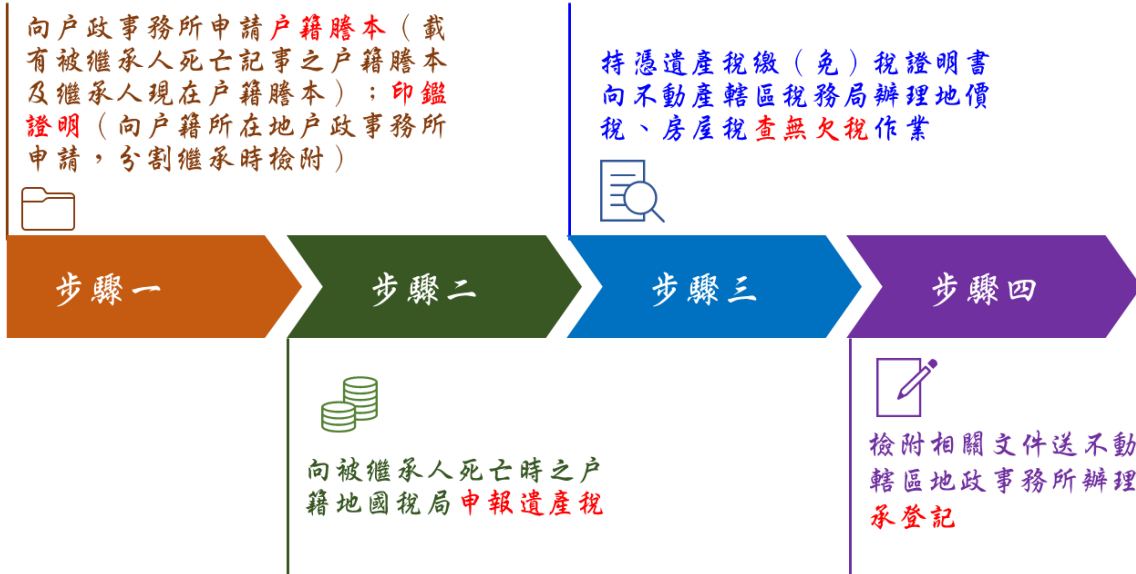 向户政事務所申請户籍謄本（載
有被繼承人死亡記事之户籍謄本
及繼承人現在户籍謄本）；印鑑
證明（向户籍所在地户政事務所
申請，分割繼承時檢附）
步驟一
步驟二
向被繼承人死亡時之户
籍地國稅局申報遺產稅
持憑遺產稅繳（免）稅證明書
向不動產轄區稅務局辦理地價
稅、房屋稅查無欠稅作業
步驟三
步驟四
檢附相關文件送不動
轄區地政事務所辦理
承登記